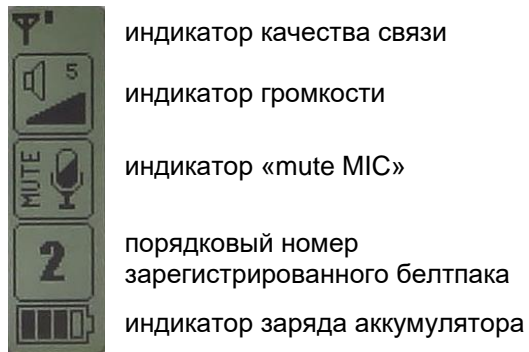 индикатор качества связи
5
индикатор громкости
MUTE
индикатор «mute MIC»
2
порядковый номер
зарегистрированного белтпака
индикатор заряда аккумулятора